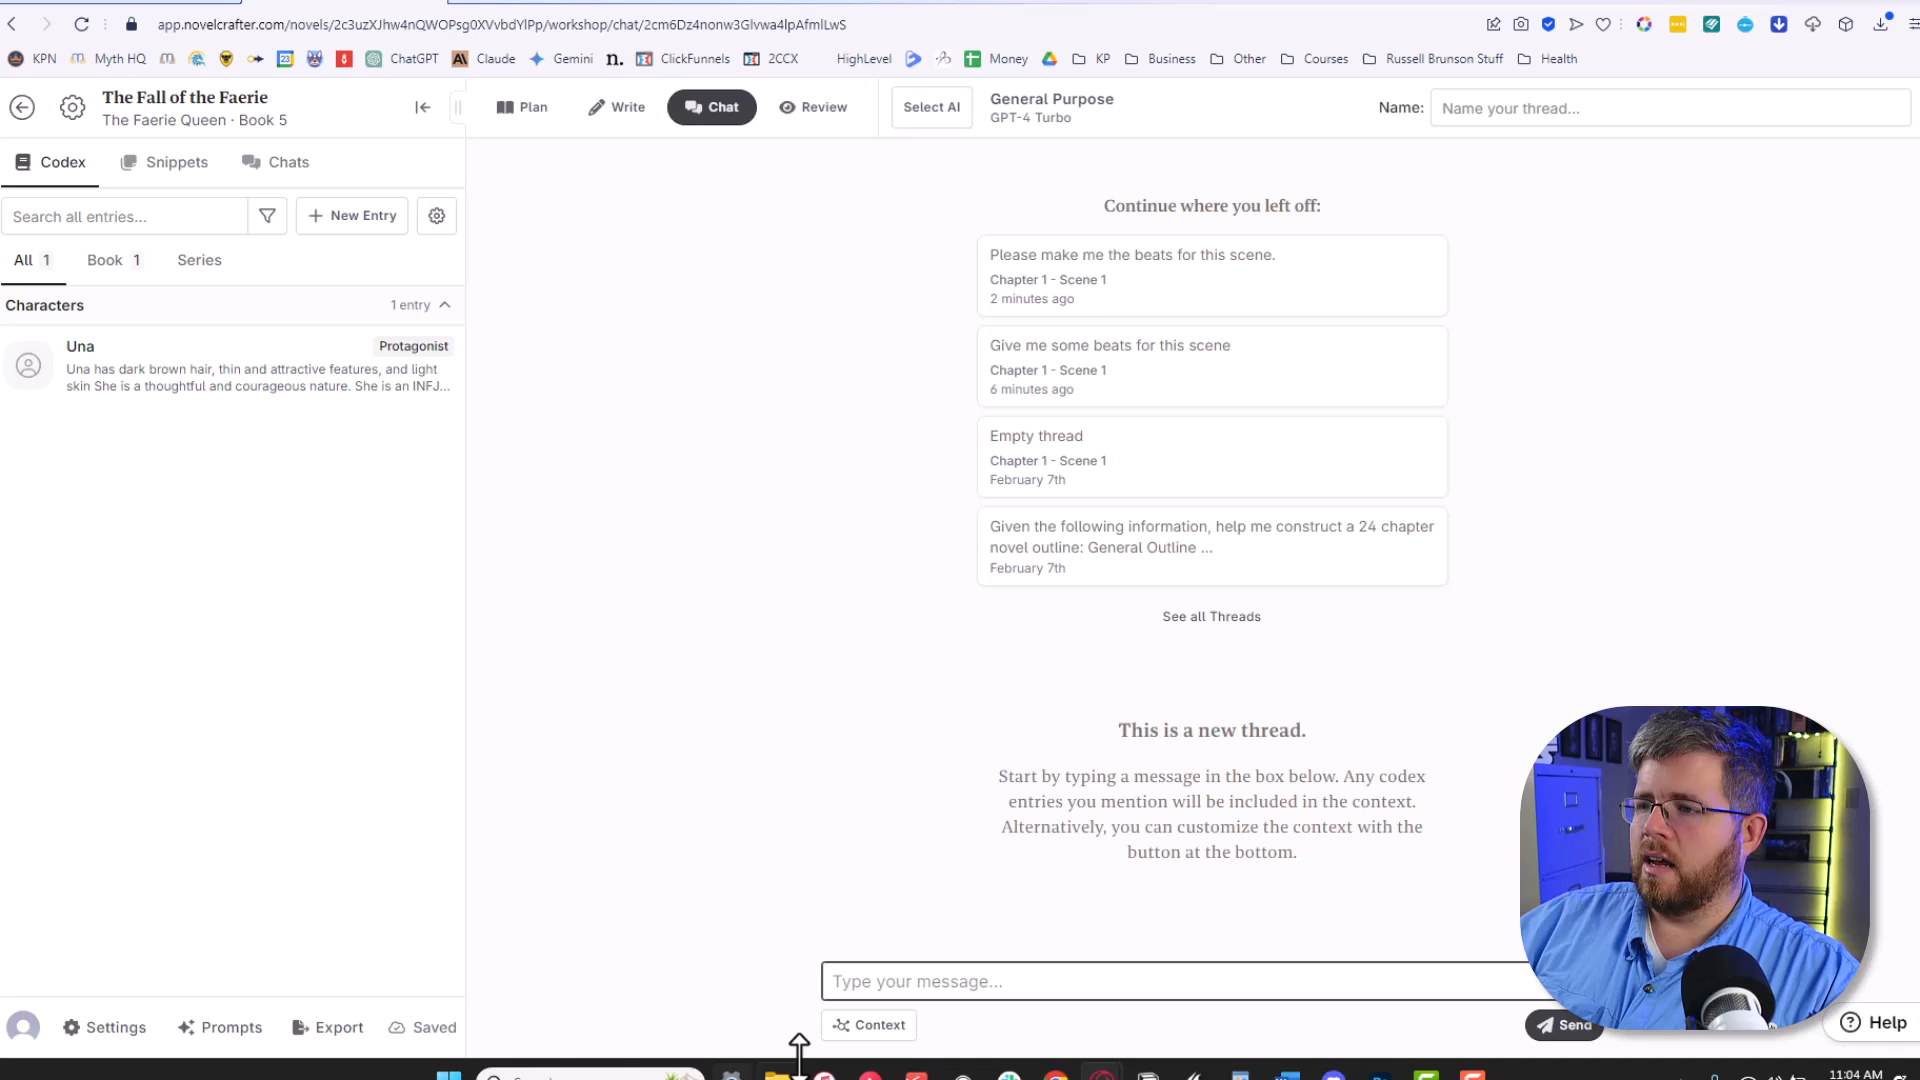 app.novelcrafter.com/novels/2c3uzXJhw4nQWOPsg0XVvbdYlPp/workshop/chat/2cm6Dz4nonw3Glvwa4lpAfmlLwS
KPN
Myth HQ
23
ChatGPT
Claude
Gemini
n.
ClickFunnels
2CCX
HighLevel
Money
KP
Business
Other
Courses
Russell Brunson Stuff
Health
The Fall of the Faerie
The Faerie Queen · Book 5
Plan
Write
Chat
Review
Select AI
General Purpose
GPT-4 Turbo
Name:
Name your thread...
Codex
Snippets
Chats
Search all entries...
New Entry
All 1
Book 1
Series
Characters
1 entry
Una
Protagonist
Una has dark brown hair, thin and attractive features, and light
skin She is a thoughtful and courageous nature. She is an INFJ...
Continue where you left off:
Please make me the beats for this scene.
Chapter 1 - Scene 1
2 minutes ago
Give me some beats for this scene
Chapter 1 - Scene 1
6 minutes ago
Empty thread
Chapter 1 - Scene 1
February 7th
Given the following information, help me construct a 24 chapter
novel outline: General Outline ...
February 7th
See all Threads
This is a new thread.
Start by typing a message in the box below. Any codex
entries you mention will be included in the context.
Alternatively, you can customize the context with the
button at the bottom.
Type your message...
Context
Send
Help
Settings
Prompts
Export
Saved
11:04 AM